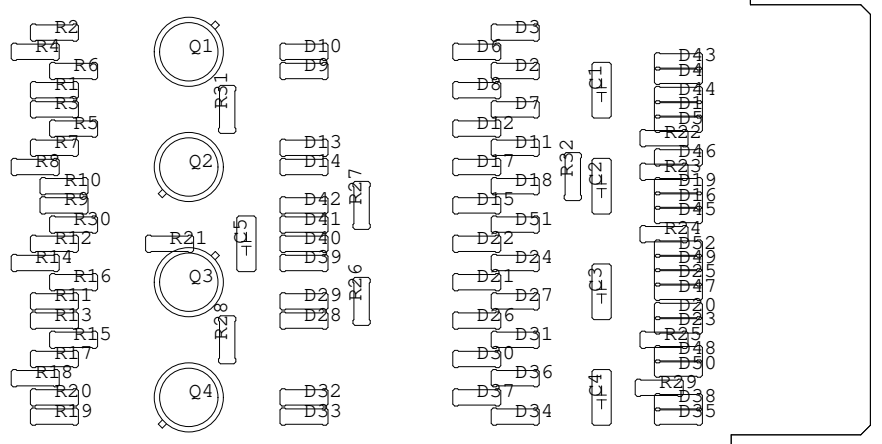 R2
R4
R6
R1
R3
R5
R7
R8
R10
R9
R30
R12
R14
R16
R11
R13
R15
R17
R18
R20
R19
Q1
R31
Q2
R21
C5
Q3
R28
Q4
D10
D9
D13
D14
R27
D42
D41
D40
D39
R26
D29
D28
D32
D33
D3
D6
D2
D8
D7
D12
D11
D17
D18
D15
D51
D22
D24
D21
D27
D26
D31
D30
D36
D37
D34
R32
C1
C2
C3
C4
D43
D4
D44
D1
D5
R22
D46
R23
D19
D16
D45
R24
D52
D49
D25
D47
D20
D23
R25
D48
D50
R29
D38
D35